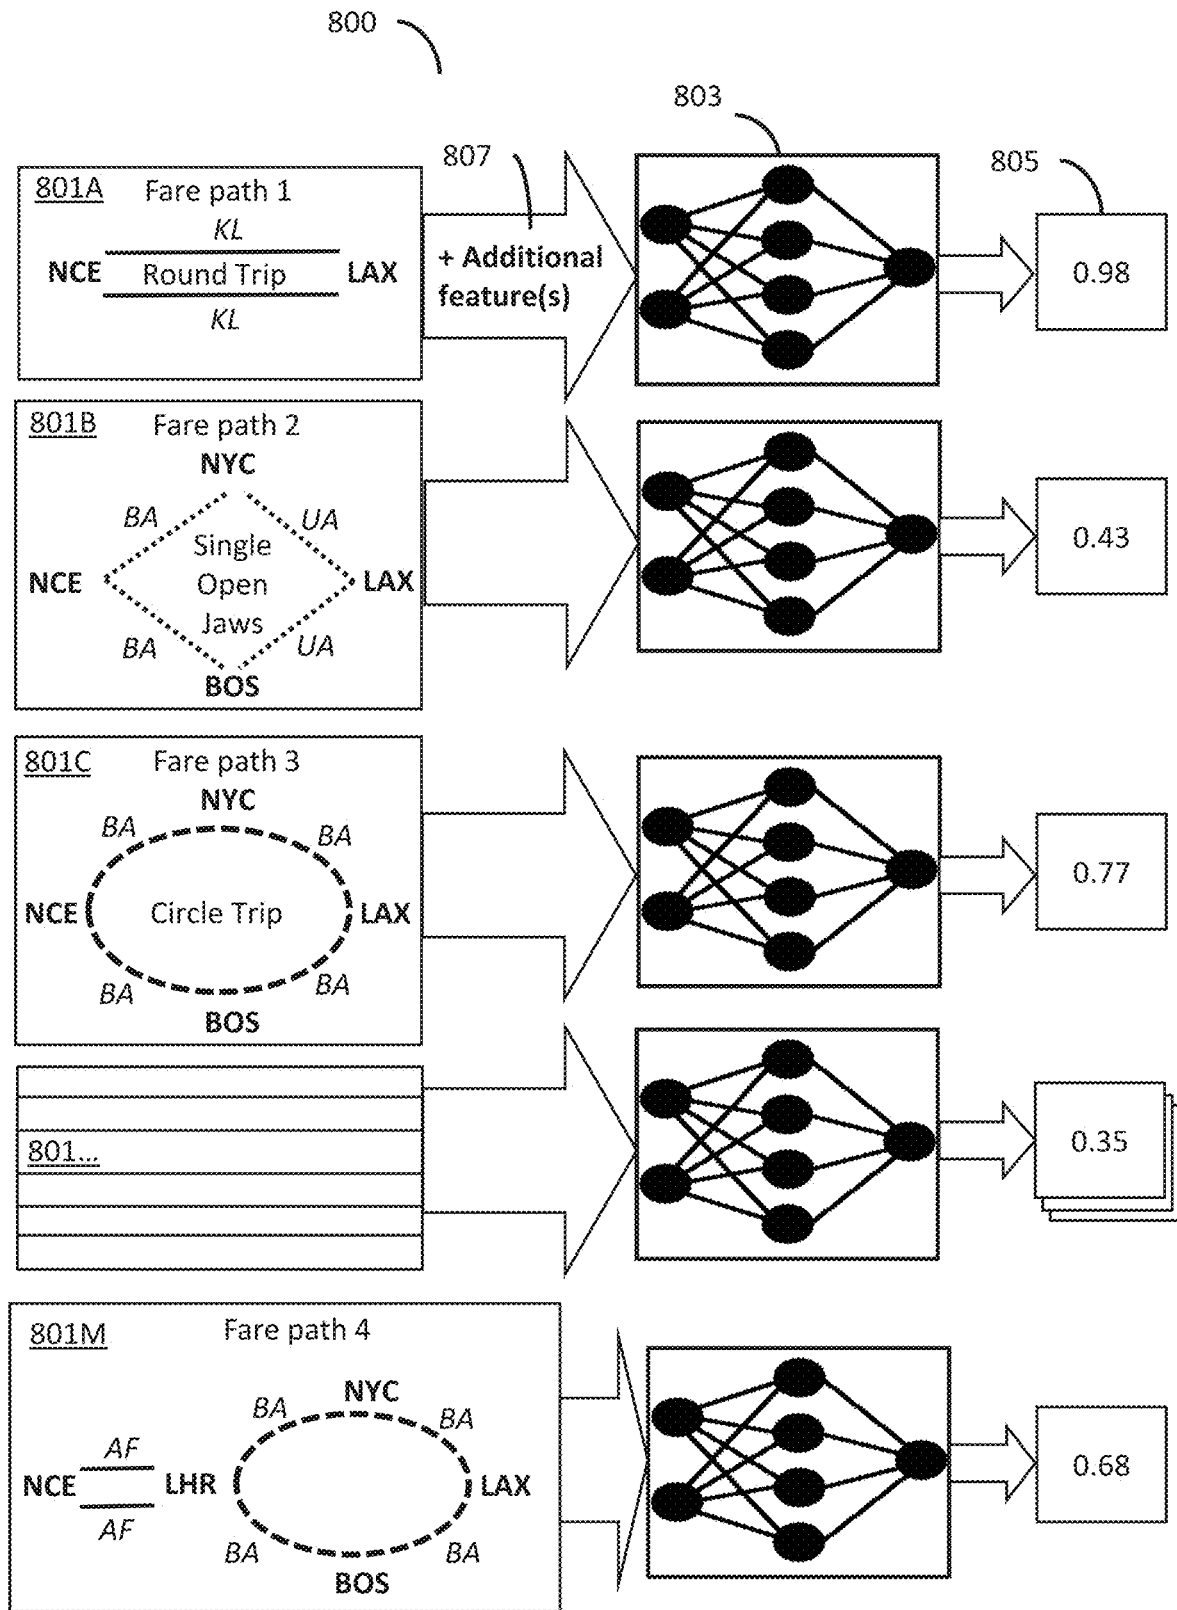 800
803
807
805
801A
Fare path 1
KL
NCE
Round Trip
LAX
KL
+ Additional
feature(s)
0.98
801B
Fare path 2
NYC
BA
UA
Single
NCE
Open
LAX
Jaws
BA
UA
BOS
0.43
801C
Fare path 3
NYC
BA
BA
NCE
Circle Trip
LAX
BA
BA
BOS
0.77
801...
0.35
801M
Fare path 4
NYC
BA
BA
AF
NCE
LHR
LAX
AF
BA
BA
BOS
0.68